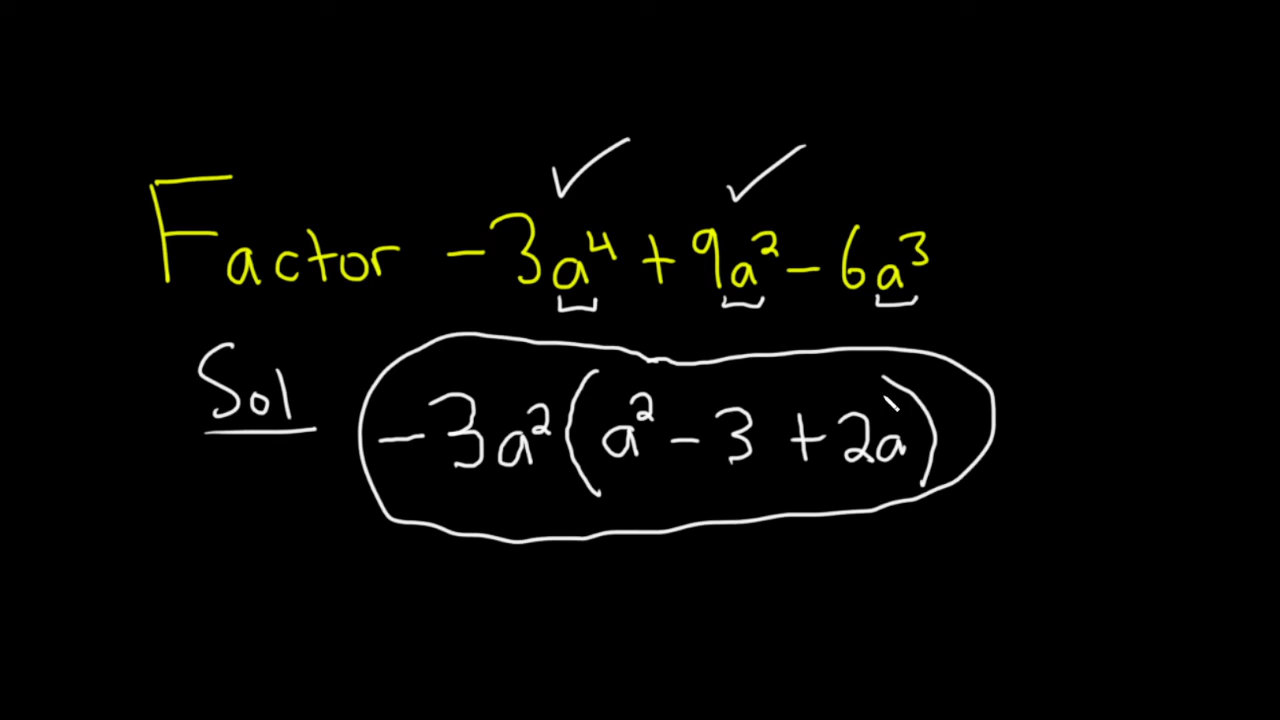 Factor -3a⁴ + 9a² - 6a³
Sol -3a²(a² - 3 + 2a)